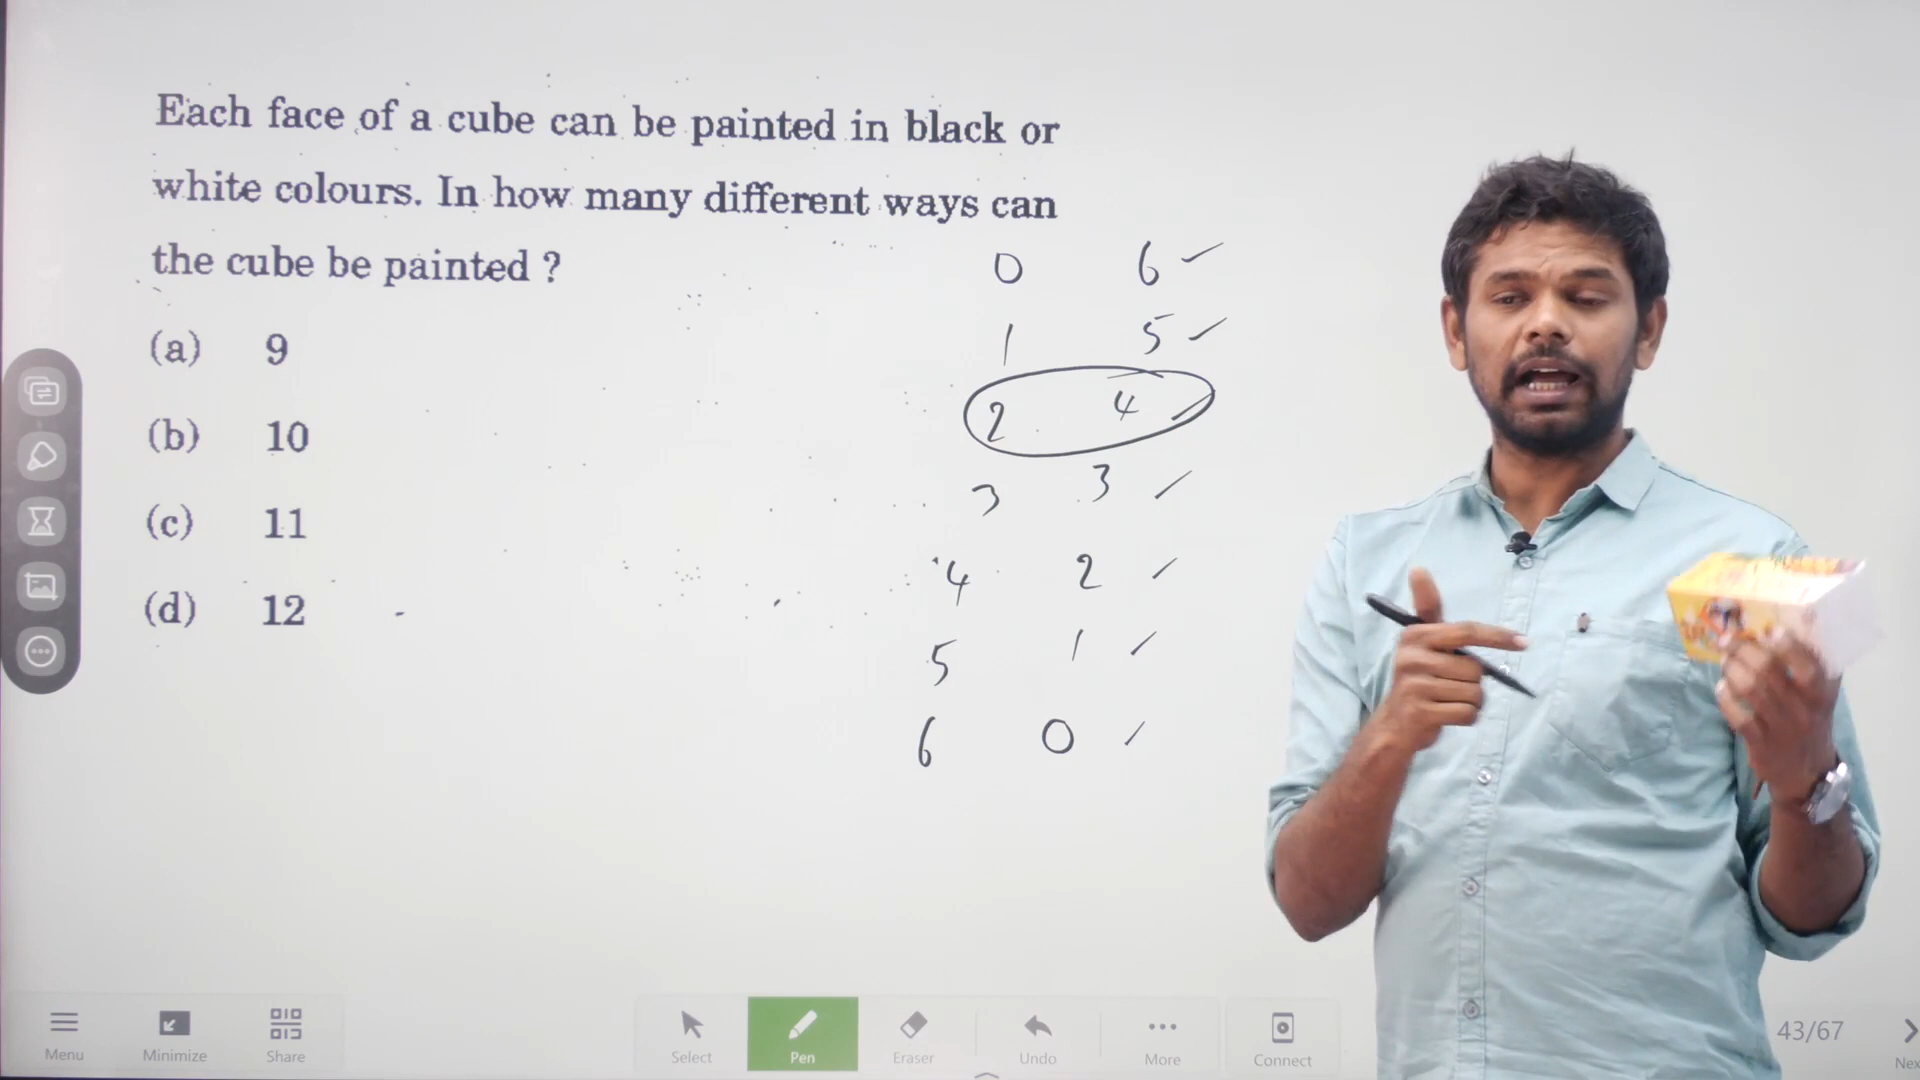 Each face of a cube can be painted in black or
white colours. In how many different ways can
the cube be painted ?
(a) 9
(b) 10
(c) 11
(d) 12
0 6
1 5
2 4
3 3
4 2
5 1
6 0
Menu
Minimize
Share
Select
Pen
Eraser
Undo
More
Connect
43/67